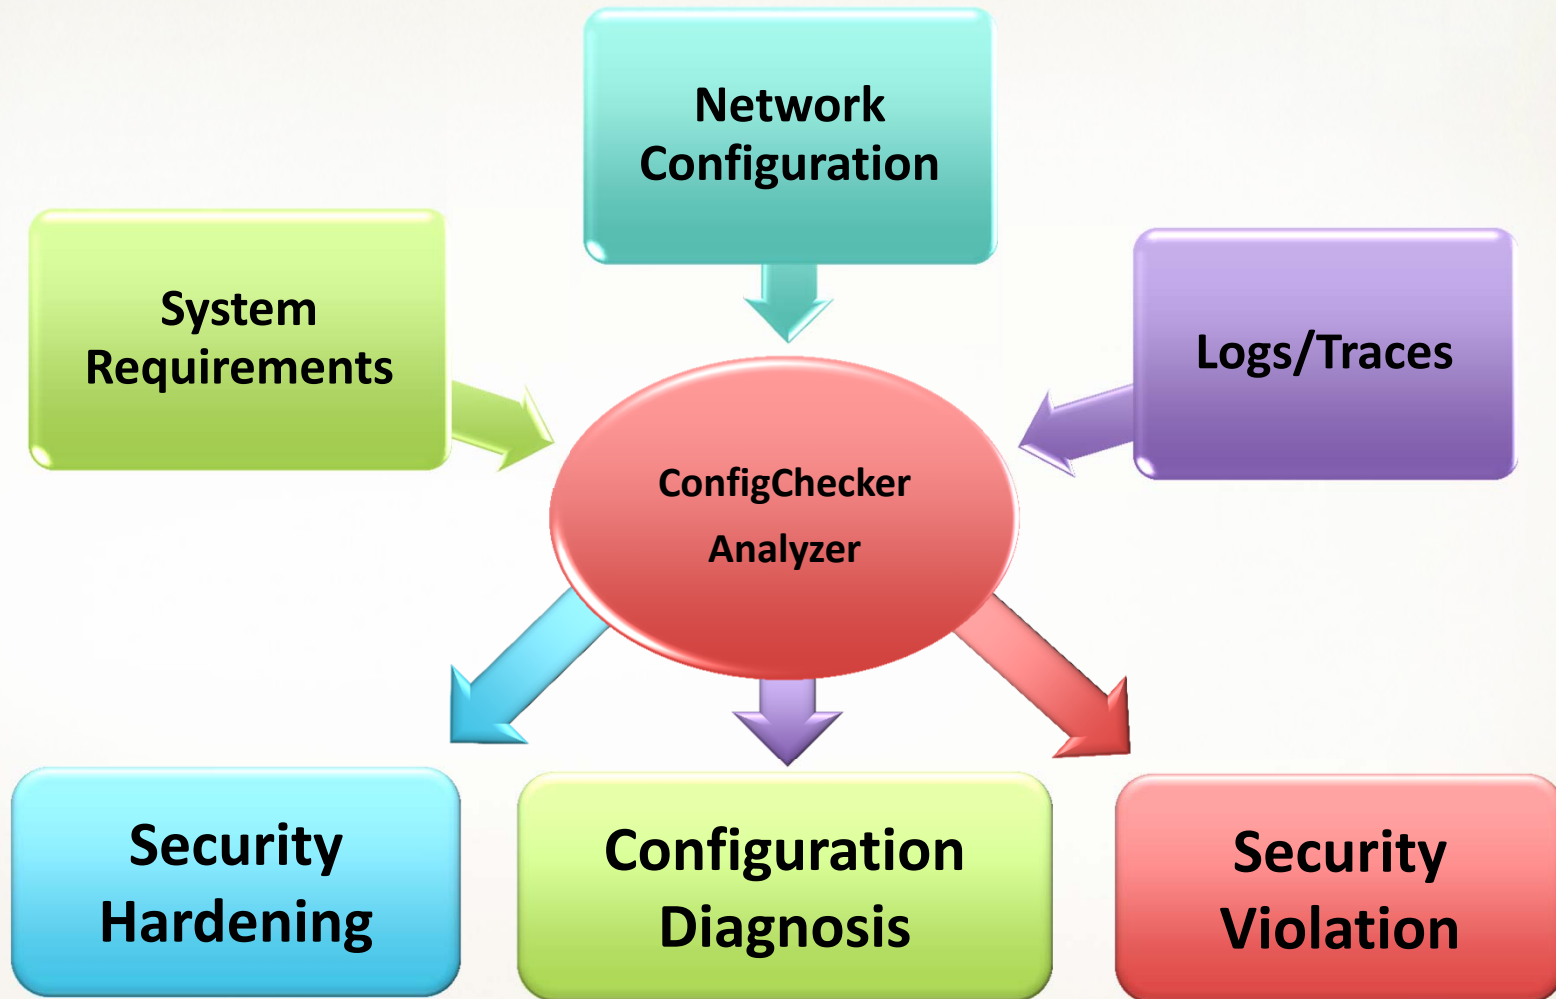 Network
Configuration
System
Requirements
Logs/Traces
ConfigChecker
Analyzer
Security
Hardening
Configuration
Diagnosis
Security
Violation